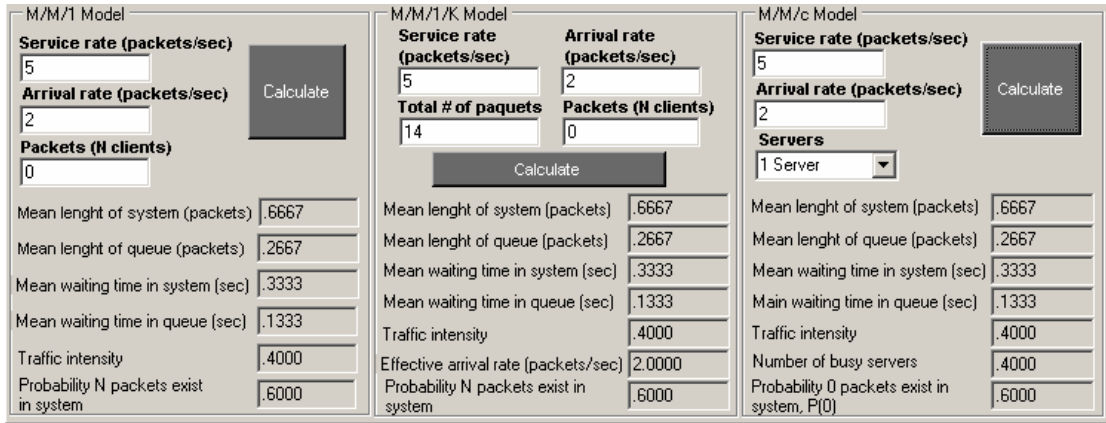 M/M/1 Model
Service rate (packets/sec)
5
Calculate
Arrival rate (packets/sec)
2
Packets (N clients)
0
Mean lenght of system (packets) .6667
Mean lenght of queue (packets) .2667
Mean waiting time in system (sec) .3333
Mean waiting time in queue (sec) .1333
Traffic intensity .4000
Probability N packets exist
in system .6000
M/M/1/K Model
Service rate
(packets/sec)
5
Arrival rate
(packets/sec)
2
Total # of paquets
14
Packets (N clients)
0
Calculate
Mean lenght of system (packets) .6667
Mean lenght of queue (packets) .2667
Mean waiting time in system (sec) .3333
Mean waiting time in queue (sec) .1333
Traffic intensity .4000
Effective arrival rate (packets/sec) 2.0000
Probability N packets exist in
system .6000
M/M/c Model
Service rate (packets/sec)
5
Calculate
Arrival rate (packets/sec)
2
Servers
1 Server
Mean lenght of system (packets) .6667
Mean lenght of queue (packets) .2667
Mean waiting time in system (sec) .3333
Main waiting time in queue (sec) .1333
Traffic intensity .4000
Number of busy servers .4000
Probability 0 packets exist in
system, P(0) .6000